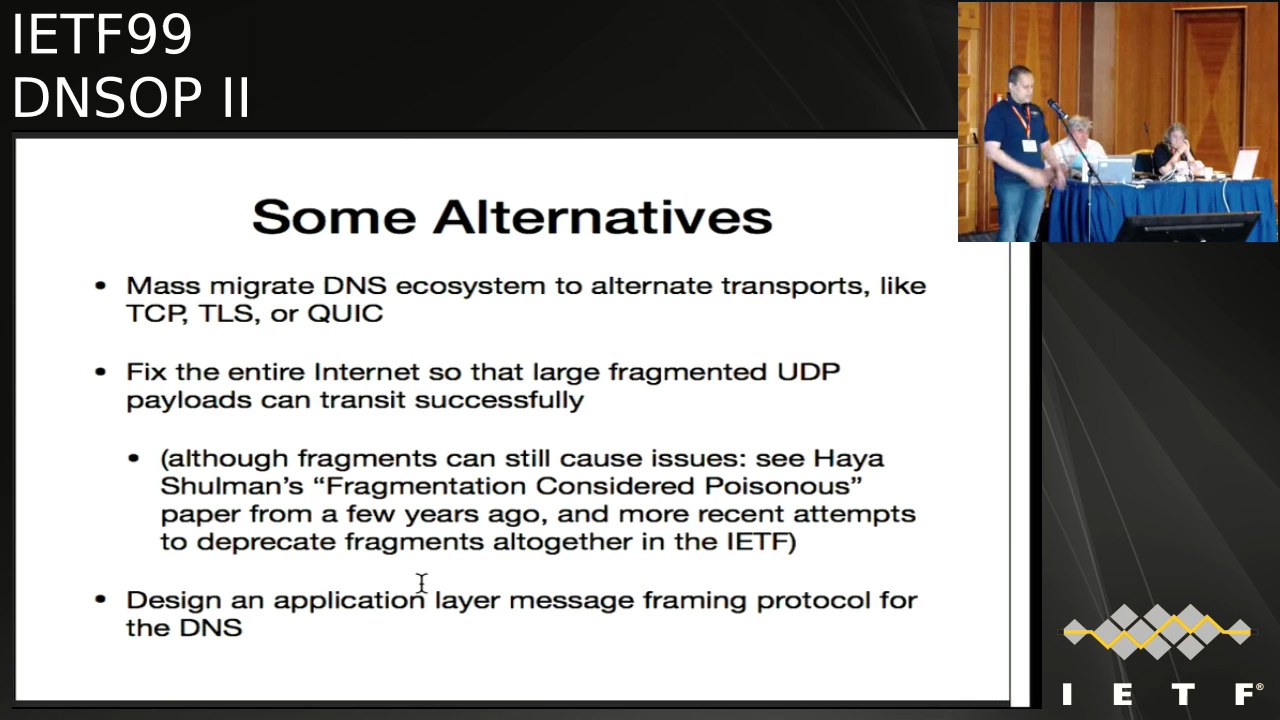 IETF99
DNSOP II
Some Alternatives
• Mass migrate DNS ecosystem to alternate transports, like
TCP, TLS, or QUIC
• Fix the entire Internet so that large fragmented UDP
payloads can transit successfully
• (although fragments can still cause issues: see Haya
Shulman’s “Fragmentation Considered Poisonous”
paper from a few years ago, and more recent attempts
to deprecate fragments altogether in the IETF)
• Design an application layer message framing protocol for
the DNS
I E T F®